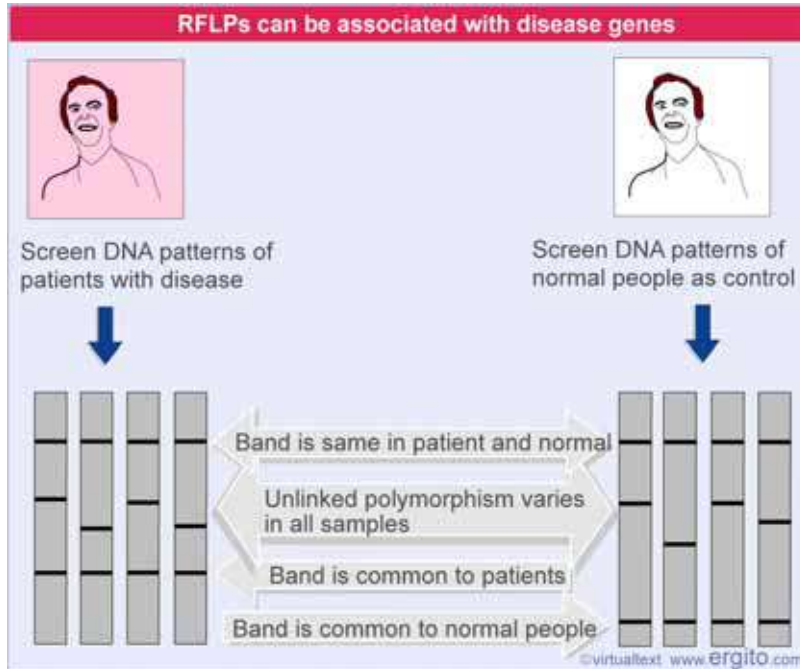 RFLPs can be associated with disease genes
Screen DNA patterns of
patients with disease
Screen DNA patterns of
normal people as control
Band is same in patient and normal
Unlinked polymorphism varies
in all samples
Band is common to patients
Band is common to normal people
©virtualtext www.ergito.com